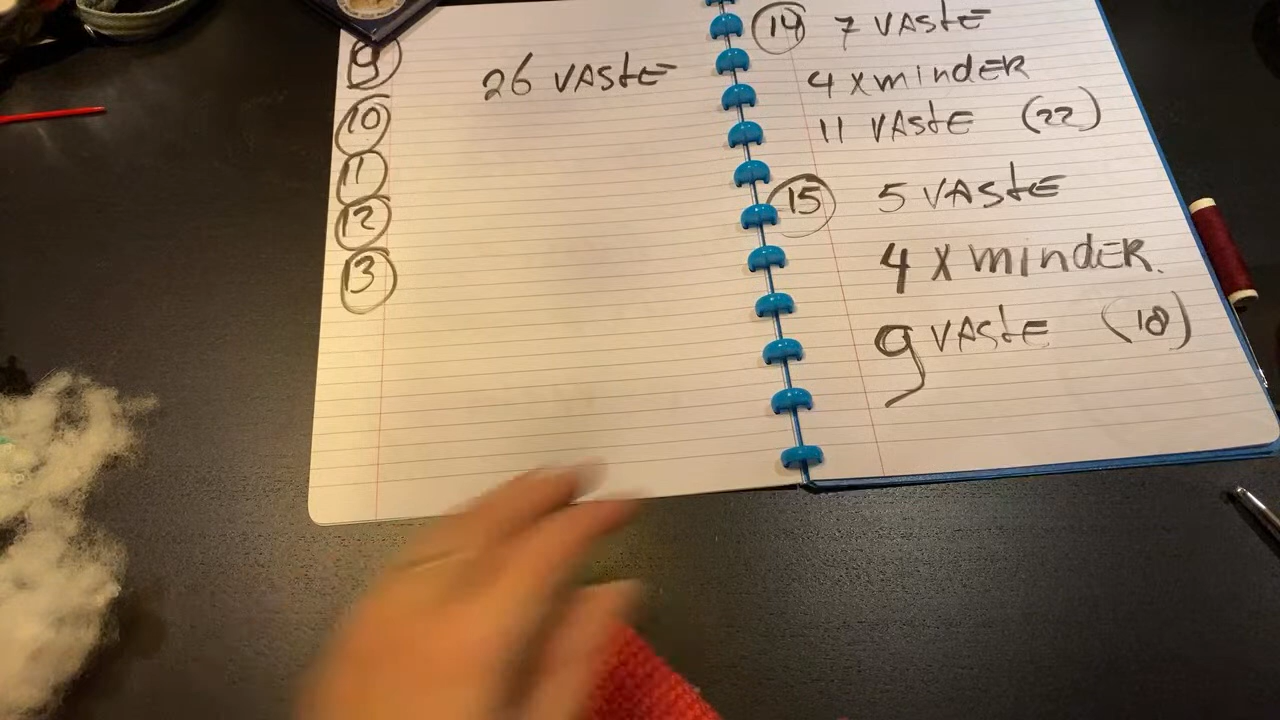 9 26 VASTE
10
11
12
13
14 7 VASTE
4 x minder
11 VASTE (22)
15 5 VASTE
4 x minder.
9 VASTE (18)